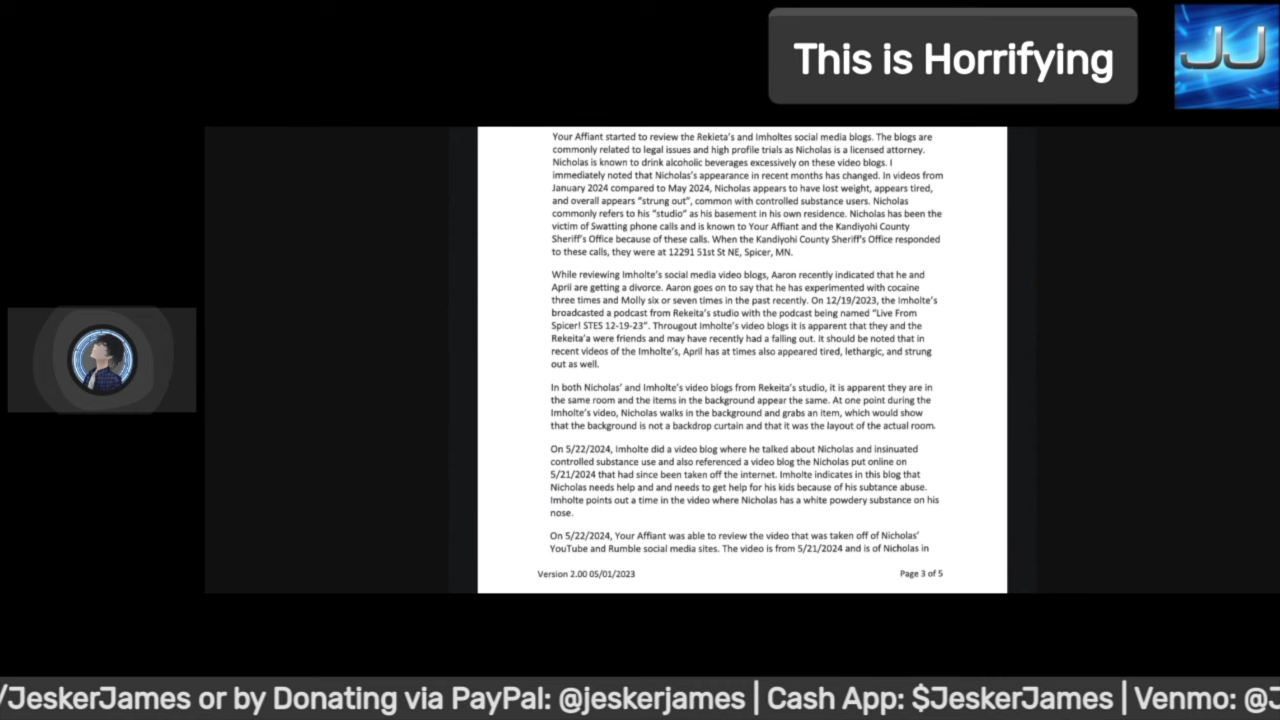 This is Horrifying
JJ
Your Affiant started to review the Rekieta's and Imholtes social media blogs. The blogs are
commonly related to legal issues and high profile trials as Nicholas is a licensed attorney.
Nicholas is known to drink alcoholic beverages excessively on these video blogs. I
immediately noted that Nicholas's appearance in recent months has changed. In videos from
January 2024 compared to May 2024, Nicholas appears to have lost weight, appears tired,
and overall appears "strung out", common with controlled substance users. Nicholas
commonly refers to his "studio" as his basement in his own residence. Nicholas has been the
victim of Swatting phone calls and is known to Your Affiant and the Kandiyohi County
Sheriff's Office because of these calls. When the Kandiyohi County Sheriff's Office responded
to these calls, they were at 12291 51st St NE, Spicer, MN.
While reviewing Imholte's social media video blogs, Aaron recently indicated that he and
April are getting a divorce. Aaron goes on to say that he has experimented with cocaine
three times and Molly six or seven times in the past recently. On 12/19/2023, the Imholte's
broadcasted a podcast from Rekeita's studio with the podcast being named "Live From
Spicer! STES 12-19-23". Througout Imholte's video blogs it is apparent that they and the
Rekeita'a were friends and may have recently had a falling out. It should be noted that in
recent videos of the Imholte's, April has at times also appeared tired, lethargic, and strung
out as well.
In both Nicholas' and Imholte's video blogs from Rekeita's studio, it is apparent they are in
the same room and the items in the background appear the same. At one point during the
Imholte's video, Nicholas walks in the background and grabs an item, which would show
that the background is not a backdrop curtain and that it was the layout of the actual room.
On 5/22/2024, Imholte did a video blog where he talked about Nicholas and insinuated
controlled substance use and also referenced a video blog the Nicholas put online on
5/21/2024 that had since been taken off the internet. Imholte indicates in this blog that
Nicholas needs help and and needs to get help for his kids because of his subtance abuse.
Imholte points out a time in the video where Nicholas has a white powdery substance on his
nose.
On 5/22/2024, Your Affiant was able to review the video that was taken off of Nicholas'
YouTube and Rumble social media sites. The video is from 5/21/2024 and is of Nicholas in
Version 2.00 05/01/2023 Page 3 of 5
/JeskerJames or by Donating via PayPal: @jeskerjames | Cash App: $JeskerJames | Venmo: @J